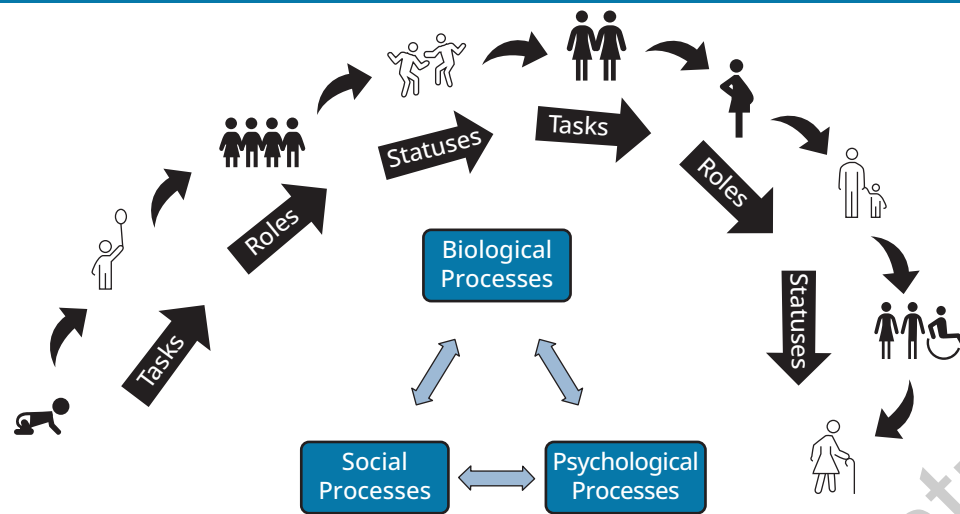 Tasks
Roles
Statuses
Tasks
Roles
Statuses
Biological
Processes
Social
Processes
Psychological
Processes